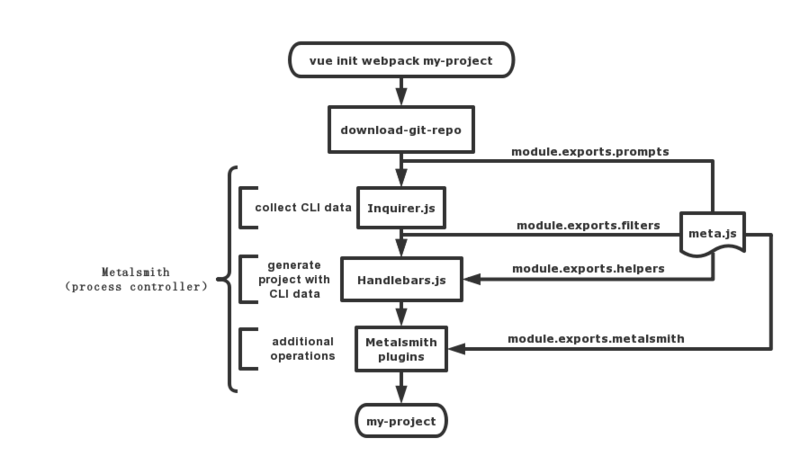 vue init webpack my-project
download-git-repo
module.exports.prompts
collect CLI data
Inquirer.js
module.exports.filters
meta.js
Metalsmith
(process controller)
generate
project with
CLI data
Handlebars.js
module.exports.helpers
additional
operations
Metalsmith
plugins
module.exports.metalsmith
my-project